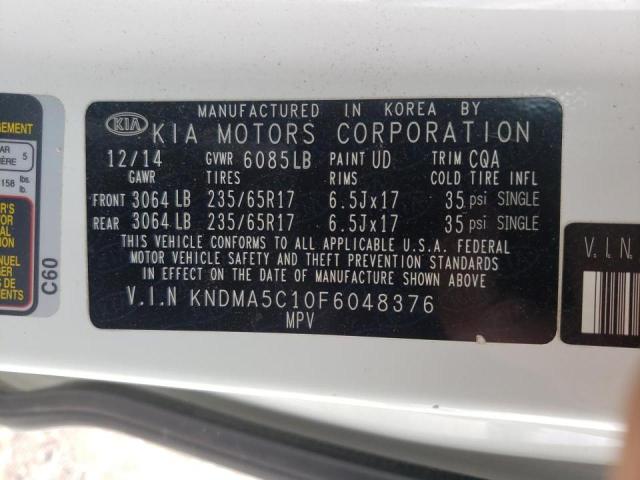 MANUFACTURED IN KOREA BY
KIA KIA MOTORS CORPORATION
12/14 GVWR 6085LB PAINT UD TRIM CQA
GAWR TIRES RIMS COLD TIRE INFL
FRONT 3064 LB 235/65R17 6.5Jx17 35 psi SINGLE
REAR 3064 LB 235/65R17 6.5Jx17 35 psi SINGLE
THIS VEHICLE CONFORMS TO ALL APPLICABLE U.S.A. FEDERAL
MOTOR VEHICLE SAFETY AND THEFT PREVENTION STANDARDS
IN EFFECT ON THE DATE OF MANUFACTURE SHOWN ABOVE
V.I.N KNDMA5C10F6048376
MPV
C60
5
158 lbs.
V.I.N